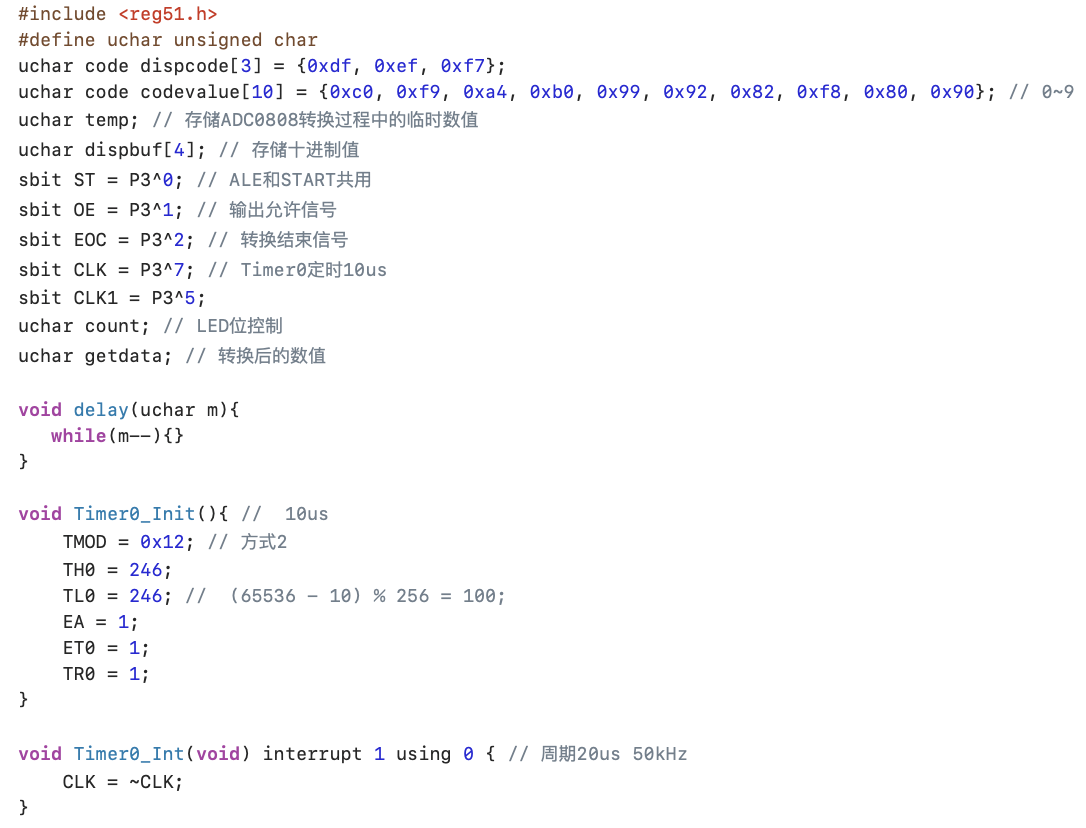 #include <reg51.h>
#define uchar unsigned char
uchar code dispcode[3] = {0xdf, 0xef, 0xf7};
uchar code codevalue[10] = {0xc0, 0xf9, 0xa4, 0xb0, 0x99, 0x92, 0x82, 0xf8, 0x80, 0x90}; // 0~9
uchar temp; // 存储ADC0808转换过程中的临时数值
uchar dispbuf[4]; // 存储十进制值
sbit ST = P3^0; // ALE和START共用
sbit OE = P3^1; // 输出允许信号
sbit EOC = P3^2; // 转换结束信号
sbit CLK = P3^7; // Timer0定时10us
sbit CLK1 = P3^5;
uchar count; // LED位控制
uchar getdata; // 转换后的数值
void delay(uchar m){
   while(m--){}
}
void Timer0_Init(){ //  10us
    TMOD = 0x12; // 方式2
    TH0 = 246;
    TL0 = 246; //  (65536 - 10) % 256 = 100;
    EA = 1;
    ET0 = 1;
    TR0 = 1;
}
void Timer0_Int(void) interrupt 1 using 0 { // 周期20us 50kHz
    CLK = ~CLK;
}